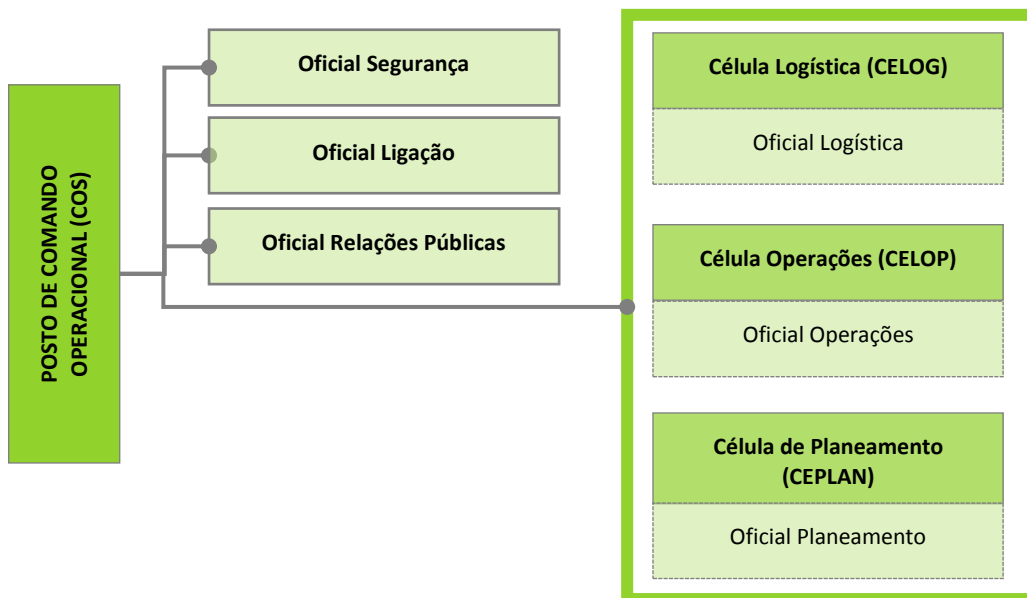 POSTO DE COMANDO
OPERACIONAL (COS)
Oficial Segurança
Oficial Ligação
Oficial Relações Públicas
Célula Logística (CELOG)
Oficial Logística
Célula Operações (CELOP)
Oficial Operações
Célula de Planeamento
(CEPLAN)
Oficial Planeamento